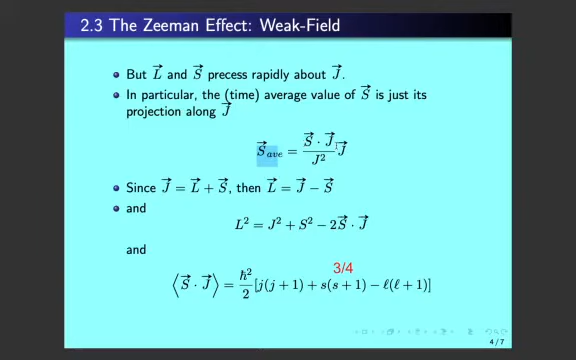 2.3 The Zeeman Effect: Weak-Field
But L⃗ and S⃗ precess rapidly about J⃗.
In particular, the (time) average value of S⃗ is just its
projection along J⃗
S⃗_ave = (S⃗ · J⃗ / J²) J⃗
Since J⃗ = L⃗ + S⃗, then L⃗ = J⃗ − S⃗
and
L² = J² + S² − 2S⃗ · J⃗
and
3/4
⟨S⃗ · J⃗⟩ = ℏ²/2 [j(j + 1) + s(s + 1) − ℓ(ℓ + 1)]
4 / 7